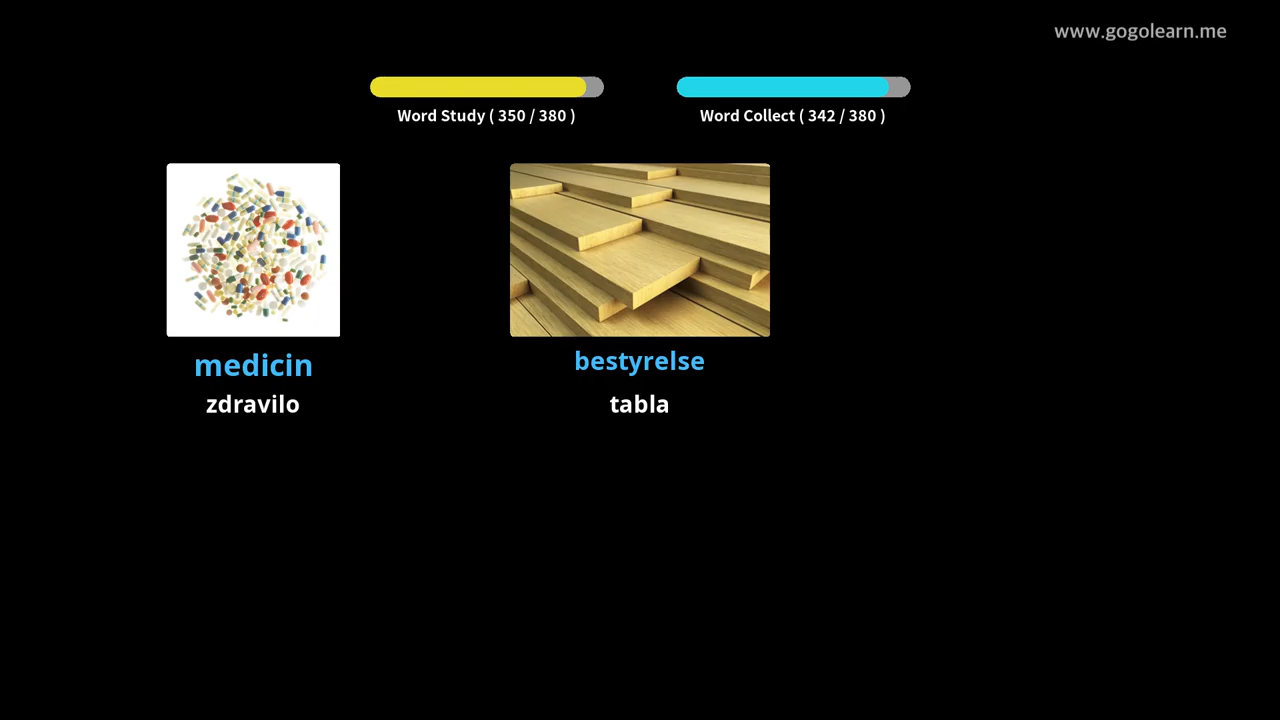 www.gogolearn.me
Word Study ( 350 / 380 )
Word Collect ( 342 / 380 )
medicin
zdravilo
bestyrelse
tabla